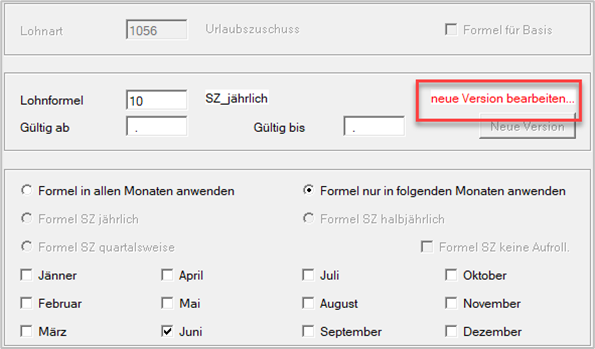 Lohnart 1056 Urlaubszuschuss Formel für Basis
Lohnformel 10 SZ_jährlich neue Version bearbeiten...
Gültig ab . Gültig bis . Neue Version
Formel in allen Monaten anwenden Formel nur in folgenden Monaten anwenden
Formel SZ jährlich Formel SZ halbjährlich
Formel SZ quartalsweise Formel SZ keine Aufroll.
Jänner April Juli Oktober
Februar Mai August November
März Juni September Dezember